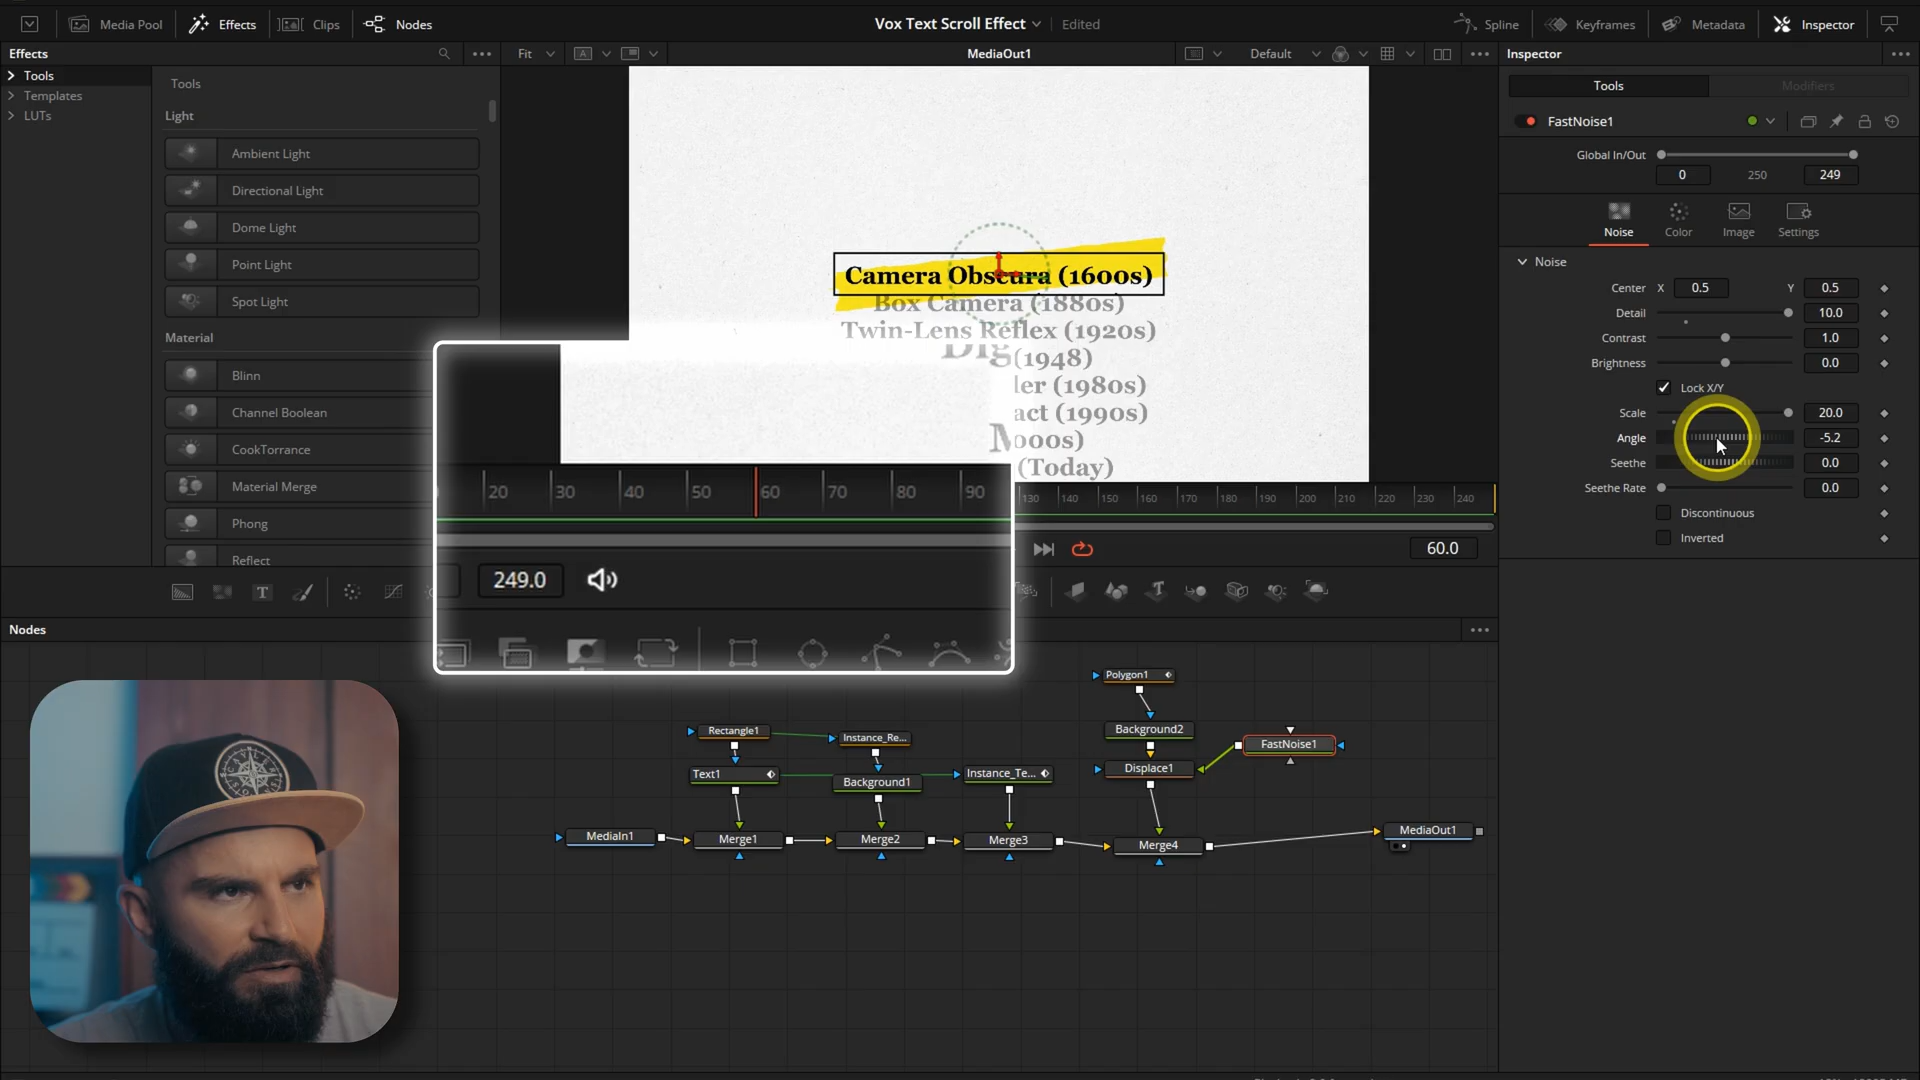 Media Pool
Effects
Clips
Nodes
Vox Text Scroll Effect
Edited
Spline
Keyframes
Metadata
Inspector
Effects
Fit
A
MediaOut1
Default
Inspector
Tools
Templates
LUTs
Tools
Light
Ambient Light
Directional Light
Dome Light
Point Light
Spot Light
Material
Blinn
Channel Boolean
CookTorrance
Material Merge
Phong
Reflect
Camera Obscura (1600s)
Box Camera (1880s)
Twin-Lens Reflex (1920s)
Dig (1948)
ler (1980s)
act (1990s)
000s)
(Today)
20 30 40 50 60 70 80 90
130 140 150 160 170 180 190 200 210 220 230 240
249.0
60.0
T
Tools
Modifiers
FastNoise1
Global In/Out
0 250 249
Noise Color Image Settings
Noise
Center X 0.5 Y 0.5
Detail 10.0
Contrast 1.0
Brightness 0.0
Lock X/Y
Scale 20.0
Angle -5.2
Seethe 0.0
Seethe Rate 0.0
Discontinuous
Inverted
Nodes
Polygon1
Rectangle1
Instance_Re...
Background2
FastNoise1
Text1
Background1
Instance_Te...
Displace1
MediaIn1
Merge1
Merge2
Merge3
Merge4
MediaOut1